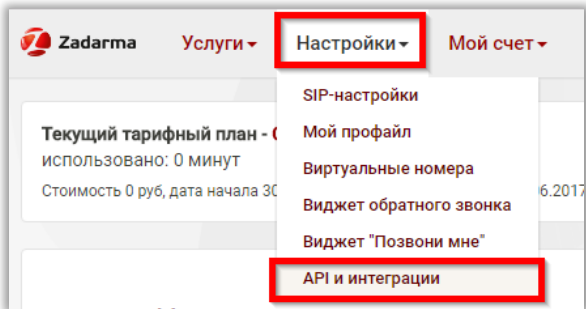 Zadarma Услуги Настройки Мой счет
SIP-настройки
Текущий тарифный план - Мой профайл
использовано: 0 минут Виртуальные номера
Стоимость 0 руб, дата начала 30 Виджет обратного звонка 6.2017
Виджет "Позвони мне"
API и интеграции